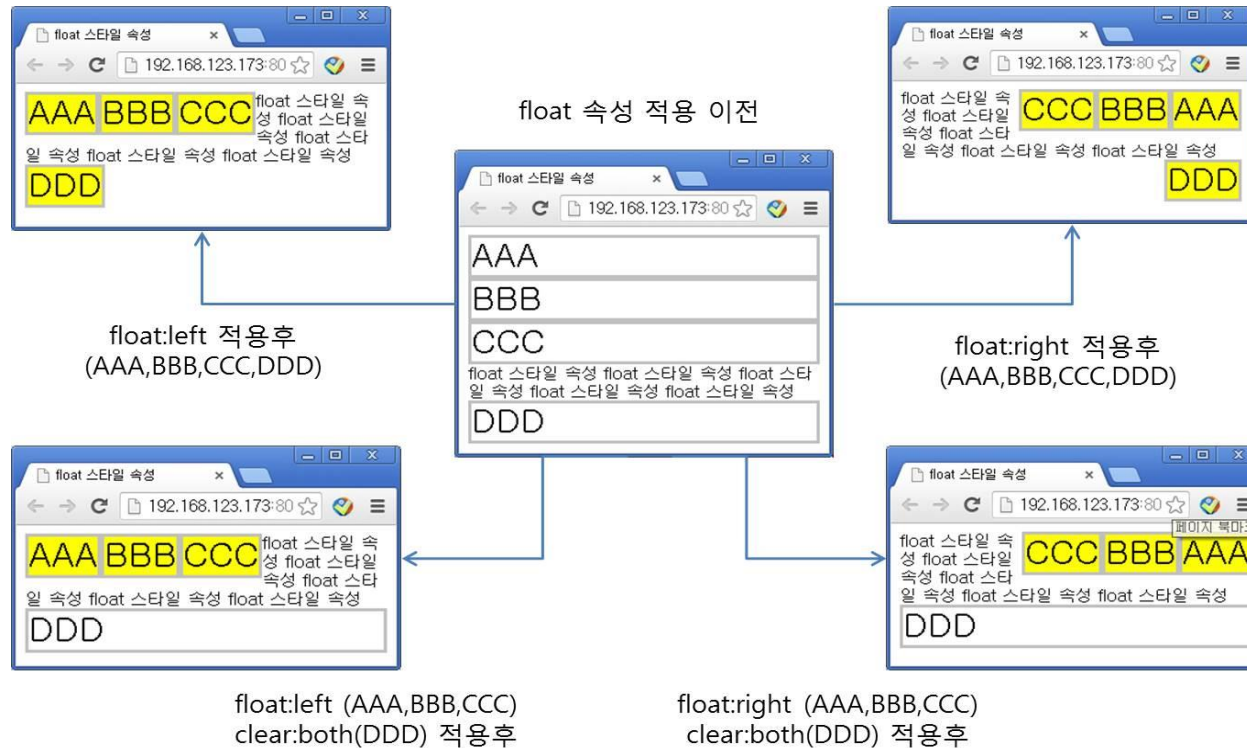 float 스타일 속성
192.168.123.173:80
AAA BBB CCC float 스타일 속
성 float 스타일
속성 float 스타
일 속성 float 스타일 속성 float 스타일 속성
DDD
float:left 적용후
(AAA,BBB,CCC,DDD)
float 속성 적용 이전
float 스타일 속성
192.168.123.173:80
AAA
BBB
CCC
float 스타일 속성 float 스타일 속성 float 스타
일 속성 float 스타일 속성 float 스타일 속성
DDD
float 스타일 속성
192.168.123.173:80
float 스타일 속 CCC BBB AAA
성 float 스타일
속성 float 스타
일 속성 float 스타일 속성 float 스타일 속성
DDD
float:right 적용후
(AAA,BBB,CCC,DDD)
float 스타일 속성
192.168.123.173:80
AAA BBB CCC float 스타일 속
성 float 스타일
속성 float 스타
일 속성 float 스타일 속성 float 스타일 속성
DDD
float:left (AAA,BBB,CCC)
clear:both(DDD) 적용후
float 스타일 속성
192.168.123.173:80
페이지 북마크
float 스타일 속 CCC BBB AAA
성 float 스타일
속성 float 스타
일 속성 float 스타일 속성 float 스타일 속성
DDD
float:right (AAA,BBB,CCC)
clear:both(DDD) 적용후